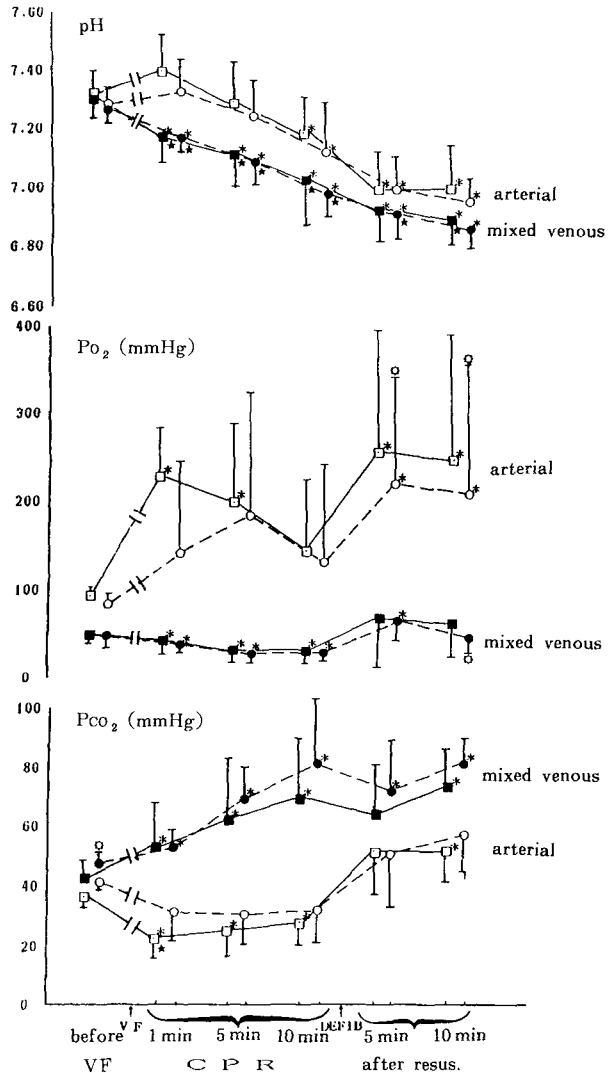 7.60
pH
7.40
7.20
7.00
arterial
mixed venous
6.80
6.60
400
Po2 (mmHg)
300
arterial
200
100
mixed venous
0
100
Pco2 (mmHg)
80
mixed venous
60
arterial
40
20
0
before VF 1 min 5 min 10 min DEFIB 5 min 10 min
VF C P R after resus.